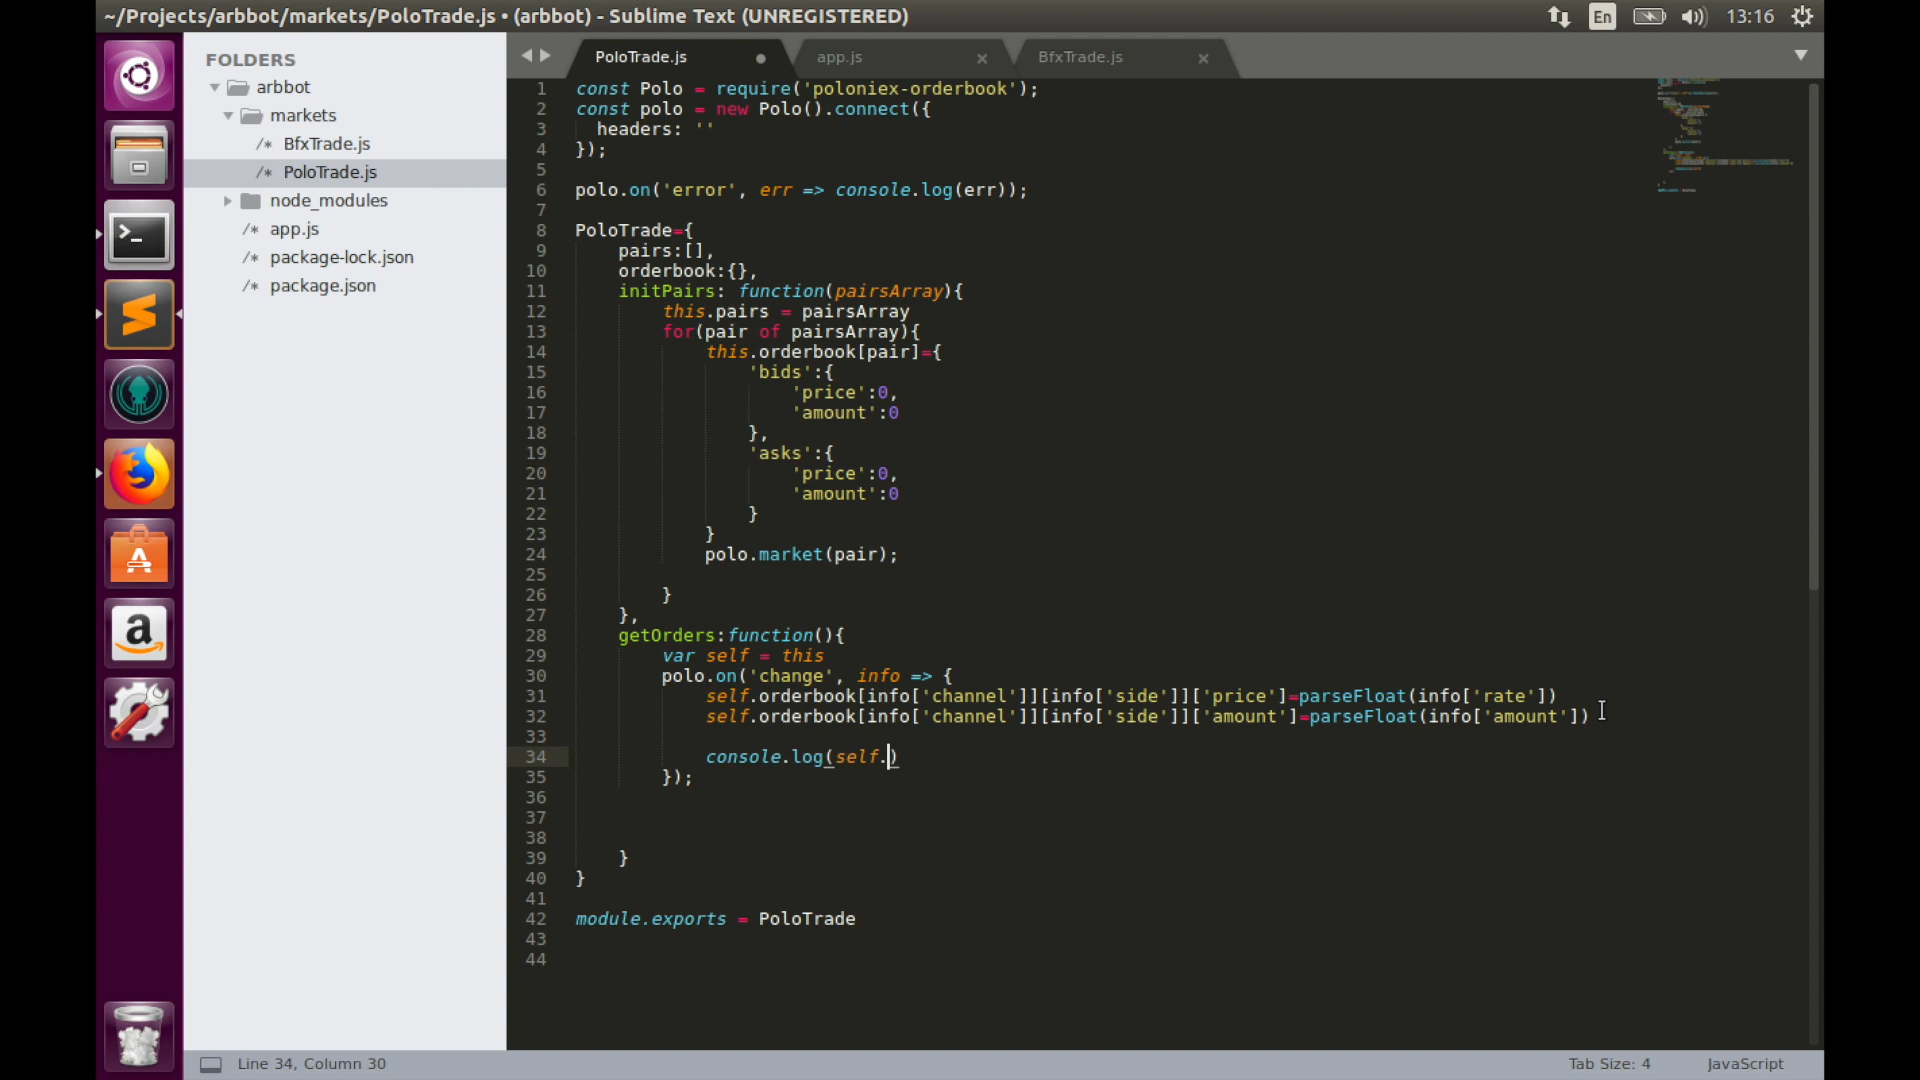 ~/Projects/arbbot/markets/PoloTrade.js • (arbbot) - Sublime Text (UNREGISTERED)
En
13:16
FOLDERS
arbbot
markets
/* BfxTrade.js
/* PoloTrade.js
node_modules
/* app.js
/* package-lock.json
/* package.json
PoloTrade.js
app.js
BfxTrade.js
1 const Polo = require('poloniex-orderbook');
2 const polo = new Polo().connect({
3   headers: ''
4 });
5
6 polo.on('error', err => console.log(err));
7
8 PoloTrade={
9     pairs:[],
10     orderbook:{},
11     initPairs: function(pairsArray){
12         this.pairs = pairsArray
13         for(pair of pairsArray){
14             this.orderbook[pair]={
15                 'bids':{
16                     'price':0,
17                     'amount':0
18                 },
19                 'asks':{
20                     'price':0,
21                     'amount':0
22                 }
23             }
24             polo.market(pair);
25
26         }
27     },
28     getOrders:function(){
29         var self = this
30         polo.on('change', info => {
31             self.orderbook[info['channel']][info['side']]['price']=parseFloat(info['rate'])
32             self.orderbook[info['channel']][info['side']]['amount']=parseFloat(info['amount'])
33
34             console.log(self.)
35         });
36
37
38
39     }
40 }
41
42 module.exports = PoloTrade
43
44
Line 34, Column 30
Tab Size: 4
JavaScript